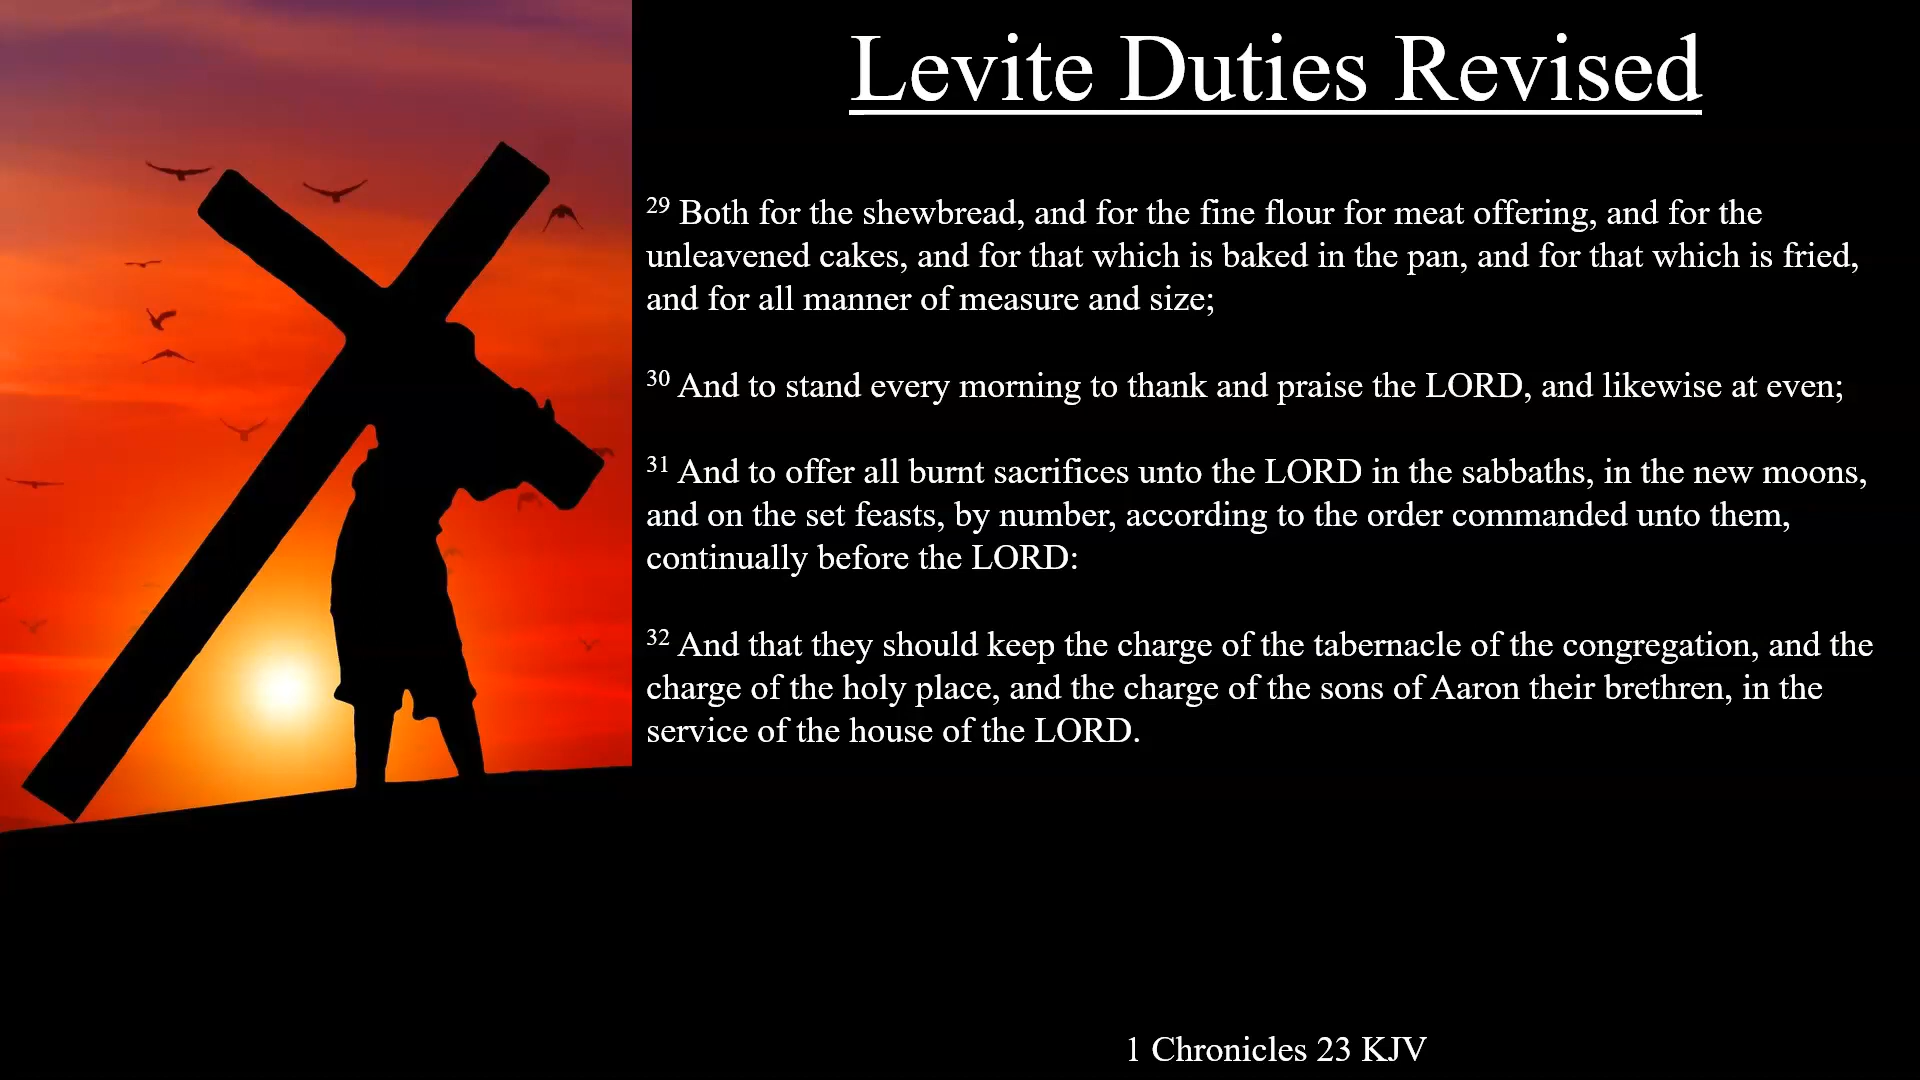 Levite Duties Revised
29 Both for the shewbread, and for the fine flour for meat offering, and for the
unleavened cakes, and for that which is baked in the pan, and for that which is fried,
and for all manner of measure and size;
30 And to stand every morning to thank and praise the LORD, and likewise at even;
31 And to offer all burnt sacrifices unto the LORD in the sabbaths, in the new moons,
and on the set feasts, by number, according to the order commanded unto them,
continually before the LORD:
32 And that they should keep the charge of the tabernacle of the congregation, and the
charge of the holy place, and the charge of the sons of Aaron their brethren, in the
service of the house of the LORD.
1 Chronicles 23 KJV